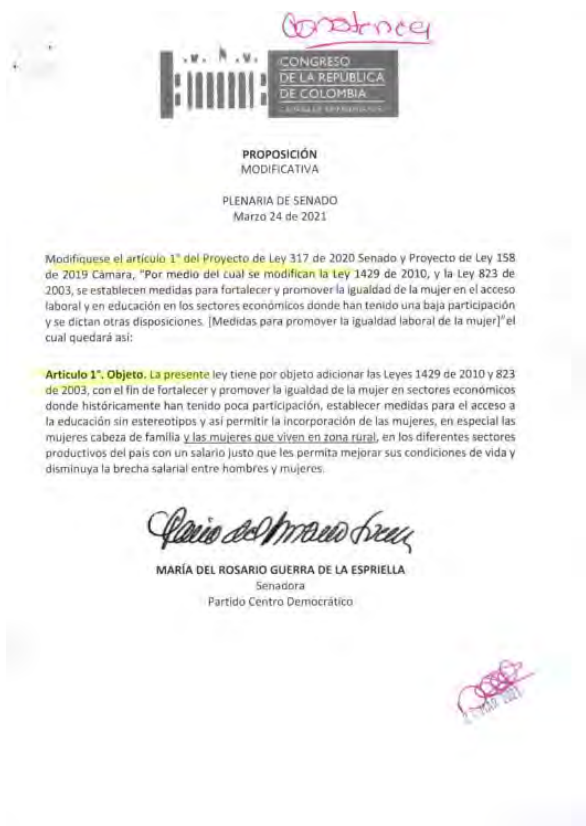 Constancia
CONGRESO
DE LA REPÚBLICA
DE COLOMBIA
PROPOSICIÓN
MODIFICATIVA
PLENARIA DE SENADO
Marzo 24 de 2021
Modifíquese el artículo 1° del Proyecto de Ley 317 de 2020 Senado y Proyecto de Ley 158
de 2019 Cámara, "Por medio del cual se modifican la Ley 1429 de 2010, y la Ley 823 de
2003, se establecen medidas para fortalecer y promover la igualdad de la mujer en el acceso
laboral y en educación en los sectores económicos donde han tenido una baja participación
y se dictan otras disposiciones. [Medidas para promover la igualdad laboral de la mujer]"el
cual quedará así:
Artículo 1°. Objeto. La presente ley tiene por objeto adicionar las Leyes 1429 de 2010 y 823
de 2003, con el fin de fortalecer y promover la igualdad de la mujer en sectores económicos
donde históricamente han tenido poca participación, establecer medidas para el acceso a
la educación sin estereotipos y así permitir la incorporación de las mujeres, en especial las
mujeres cabeza de familia y las mujeres que viven en zona rural, en los diferentes sectores
productivos del país con un salario justo que les permita mejorar sus condiciones de vida y
disminuya la brecha salarial entre hombres y mujeres.
MARÍA DEL ROSARIO GUERRA DE LA ESPRIELLA
Senadora
Partido Centro Democrático
MAR 2021